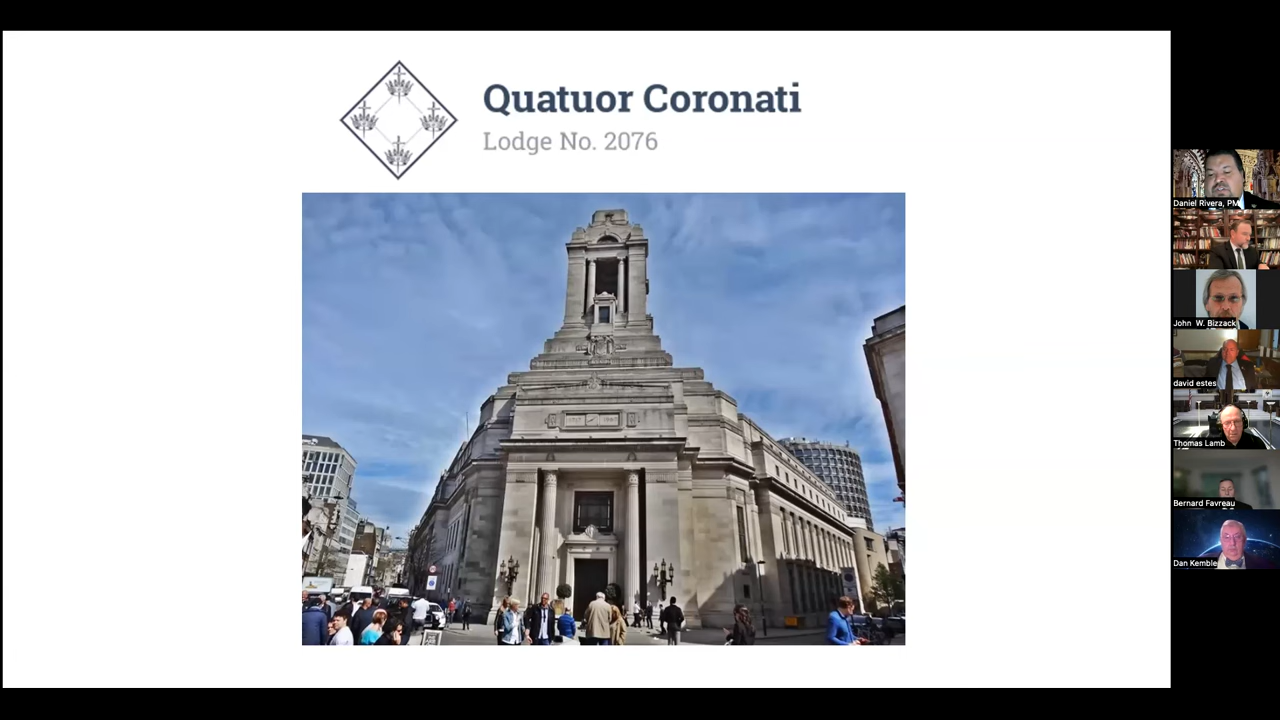 Quatuor Coronati
Lodge No. 2076
Daniel Rivera, PM
John W. Bizzack
david estes
Thomas Lamb
Bernard Favreau
Dan Kemble